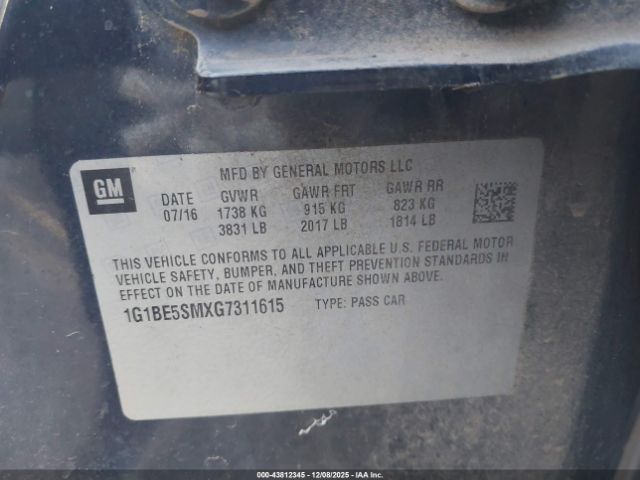 GM
MFD BY GENERAL MOTORS LLC
DATE GVWR GAWR FRT GAWR RR
07/16 1738 KG 915 KG 823 KG
3831 LB 2017 LB 1814 LB
THIS VEHICLE CONFORMS TO ALL APPLICABLE U.S. FEDERAL MOTOR
VEHICLE SAFETY, BUMPER, AND THEFT PREVENTION STANDARDS IN
EFFECT ON THE DATE OF MANUFACTURE SHOWN ABOVE.
1G1BE5SMXG7311615 TYPE: PASS CAR
000-43812345 - 12/08/2025 - IAAI, Inc.